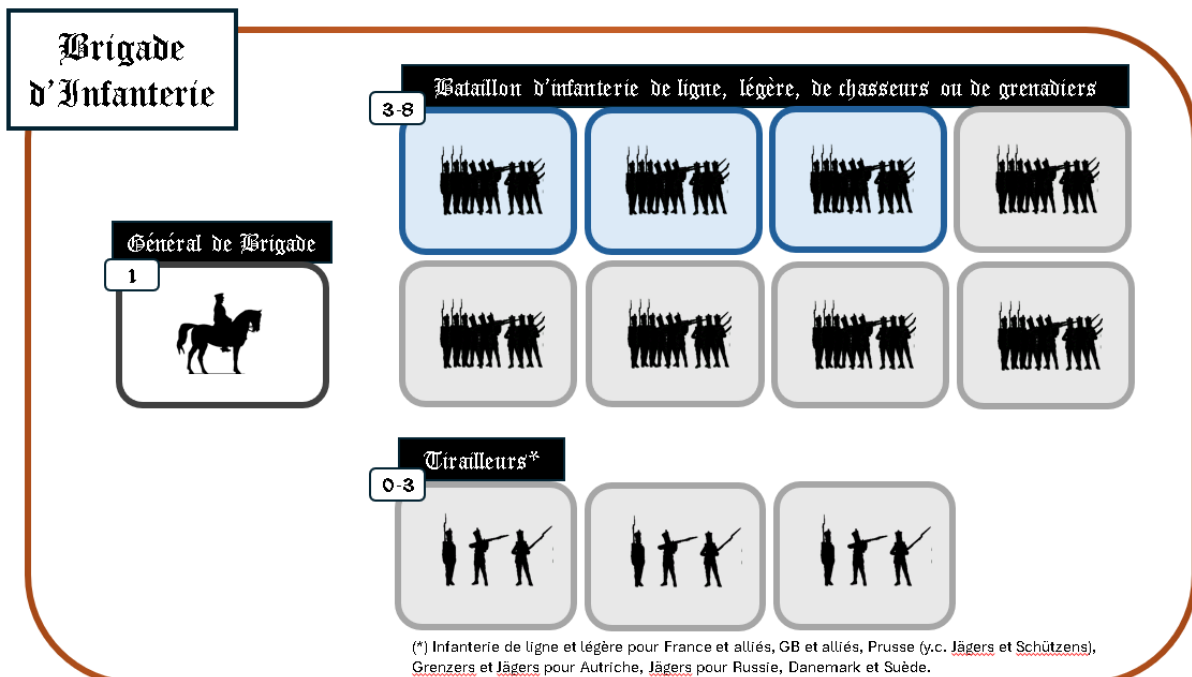 Brigade
d'Infanterie
Bataillon d'infanterie de ligne, légère, de chasseurs ou de grenadiers
3-8
Général de Brigade
1
Tirailleurs*
0-3
(*) Infanterie de ligne et légère pour France et alliés, GB et alliés, Prusse (y.c. Jägers et Schützens),
Grenzers et Jägers pour Autriche, Jägers pour Russie, Danemark et Suède.